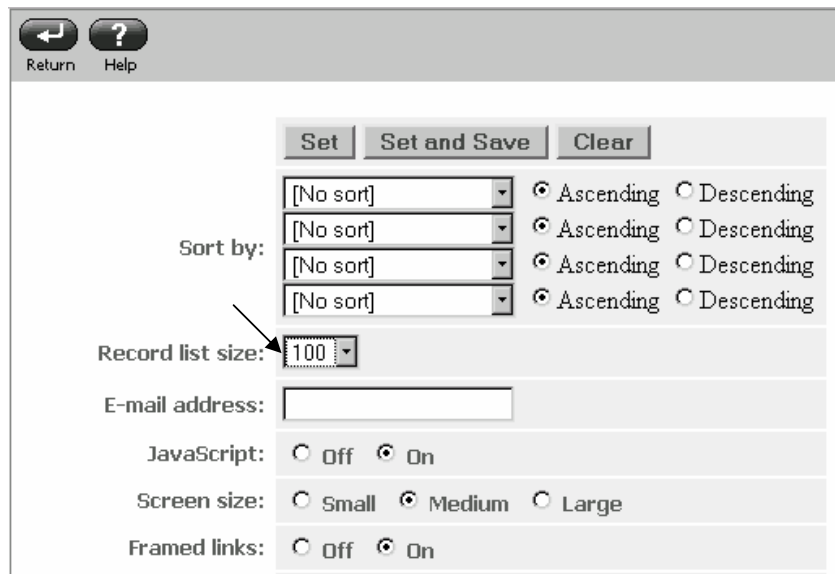 Return Help
Set Set and Save Clear
[No sort] Ascending Descending
[No sort] Ascending Descending
Sort by:
[No sort] Ascending Descending
[No sort] Ascending Descending
Record list size: 100
E-mail address:
JavaScript: Off On
Screen size: Small Medium Large
Framed links: Off On